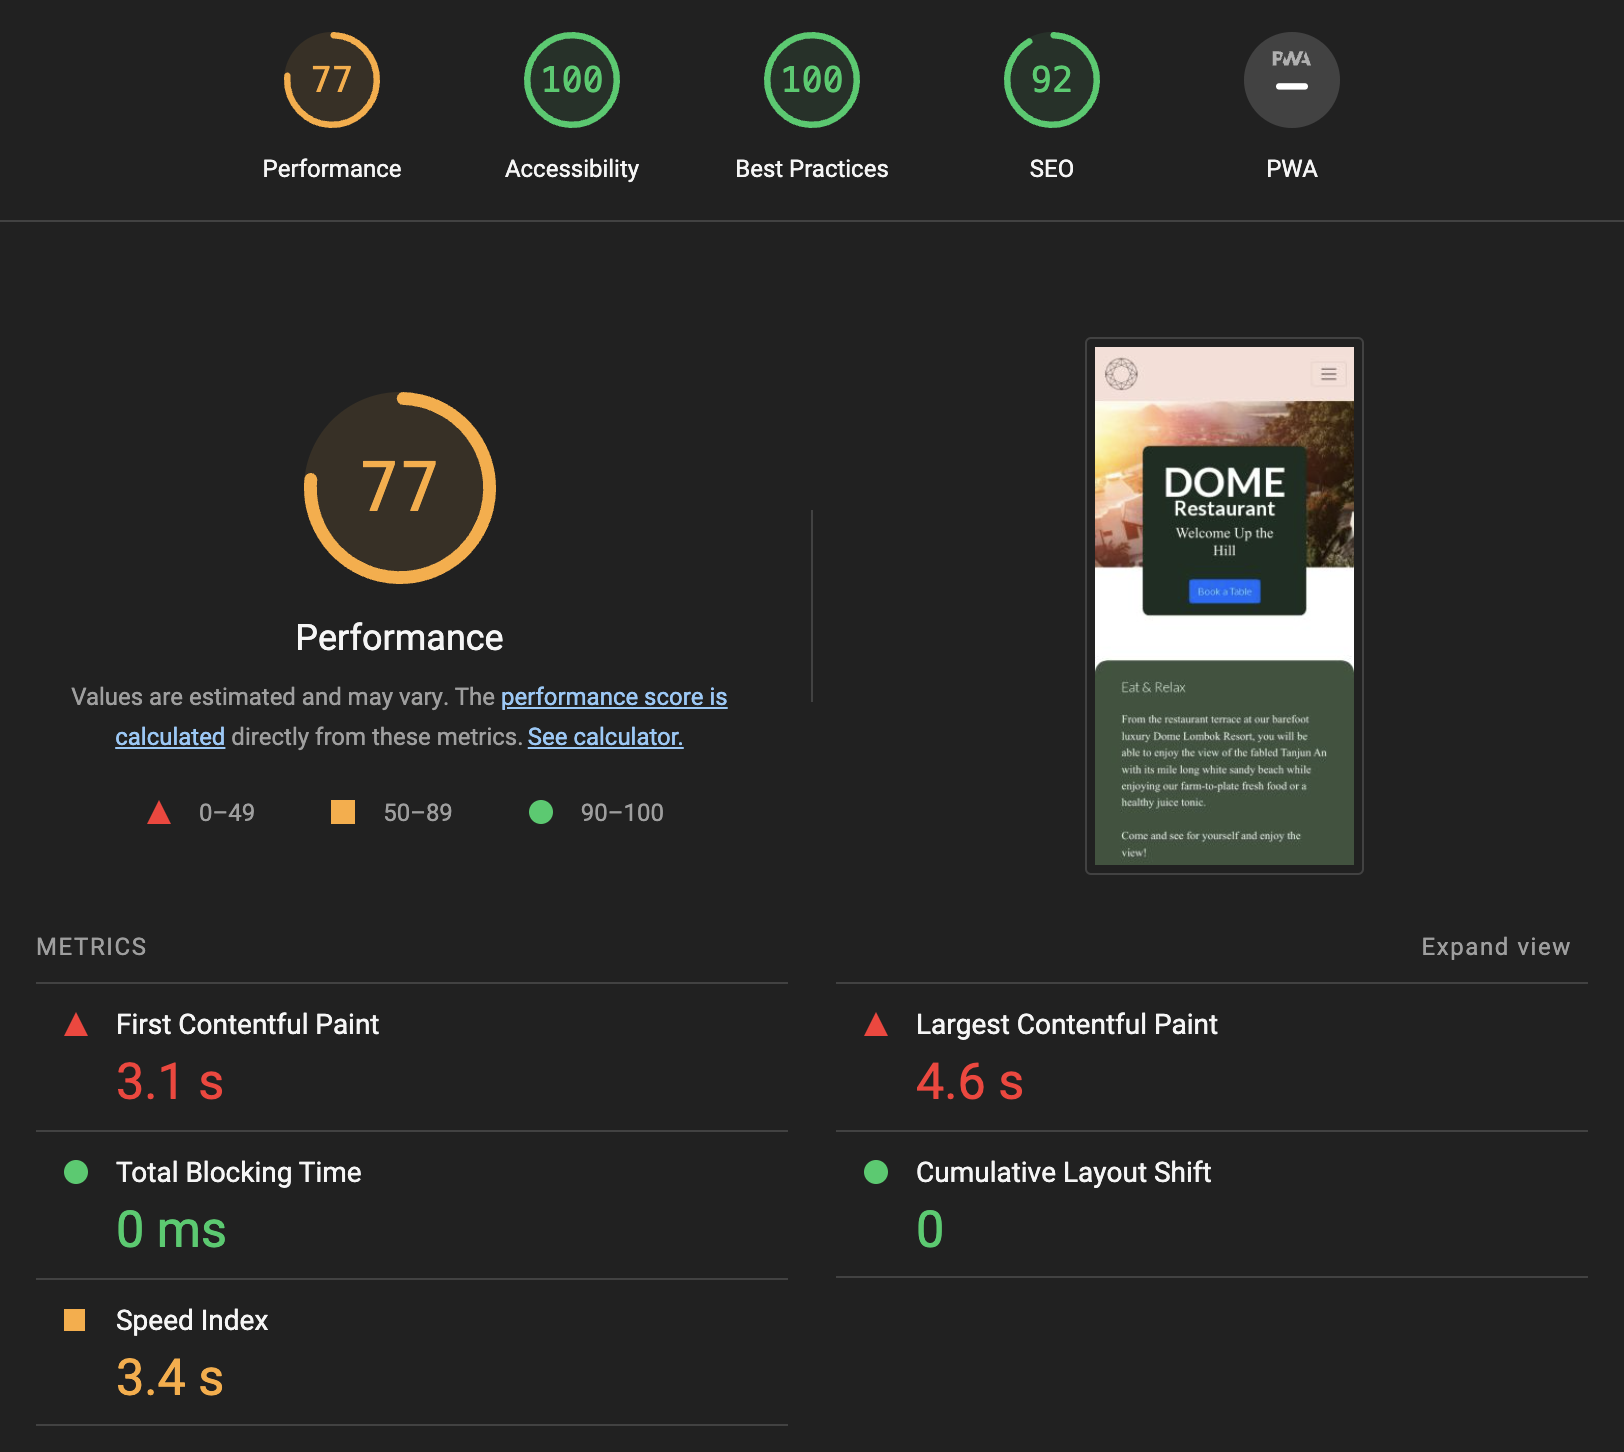 77
100
100
92
PWA
Performance
Accessibility
Best Practices
SEO
PWA
77
Performance
Values are estimated and may vary. The performance score is
calculated directly from these metrics. See calculator.
0–49
50–89
90–100
DOME
Restaurant
Welcome Up the
Hill
Book a Table
Eat & Relax
From the restaurant terrace at our barefoot
luxury Dome Lombok Resort, you will be
able to enjoy the view of the fabled Tanjun An
with its mile long white sandy beach while
enjoying our farm-to-plate fresh food or a
healthy juice tonic.
Come and see for yourself and enjoy the
view!
METRICS
Expand view
First Contentful Paint
3.1 s
Largest Contentful Paint
4.6 s
Total Blocking Time
0 ms
Cumulative Layout Shift
0
Speed Index
3.4 s